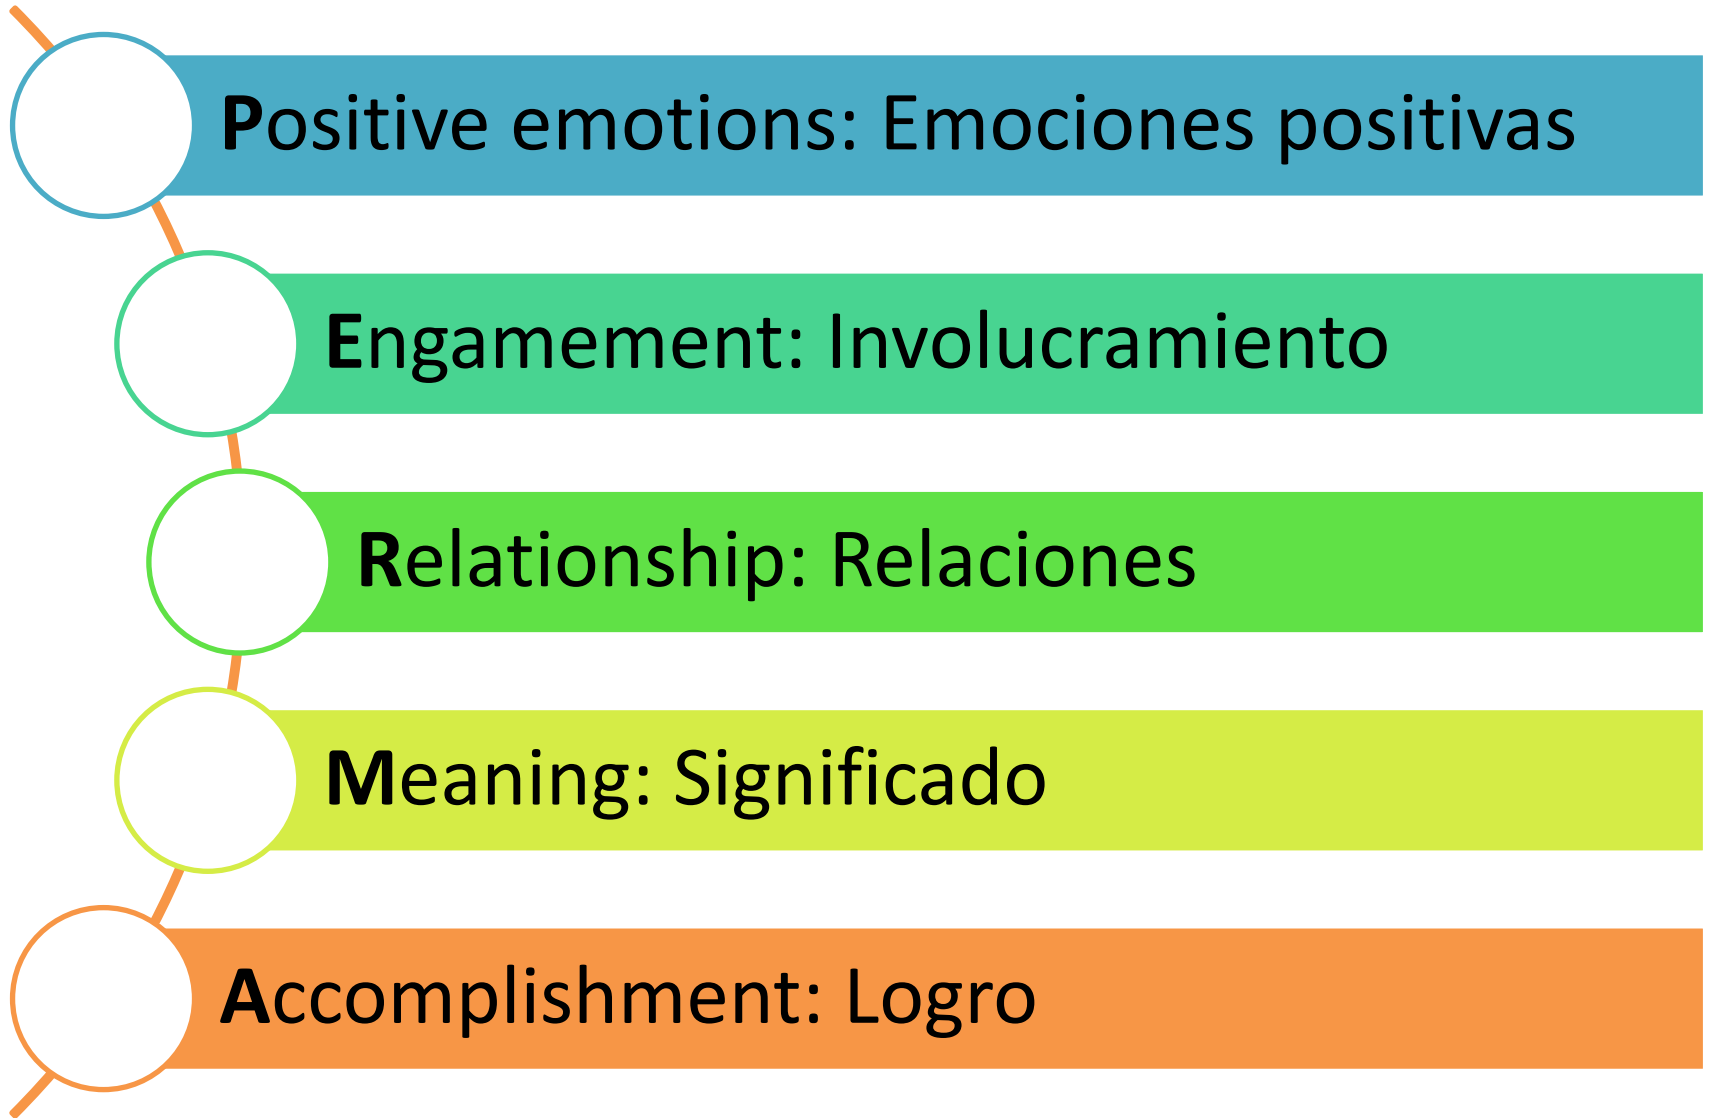 Positive emotions: Emociones positivas
Engamement: Involucramiento
Relationship: Relaciones
Meaning: Significado
Accomplishment: Logro